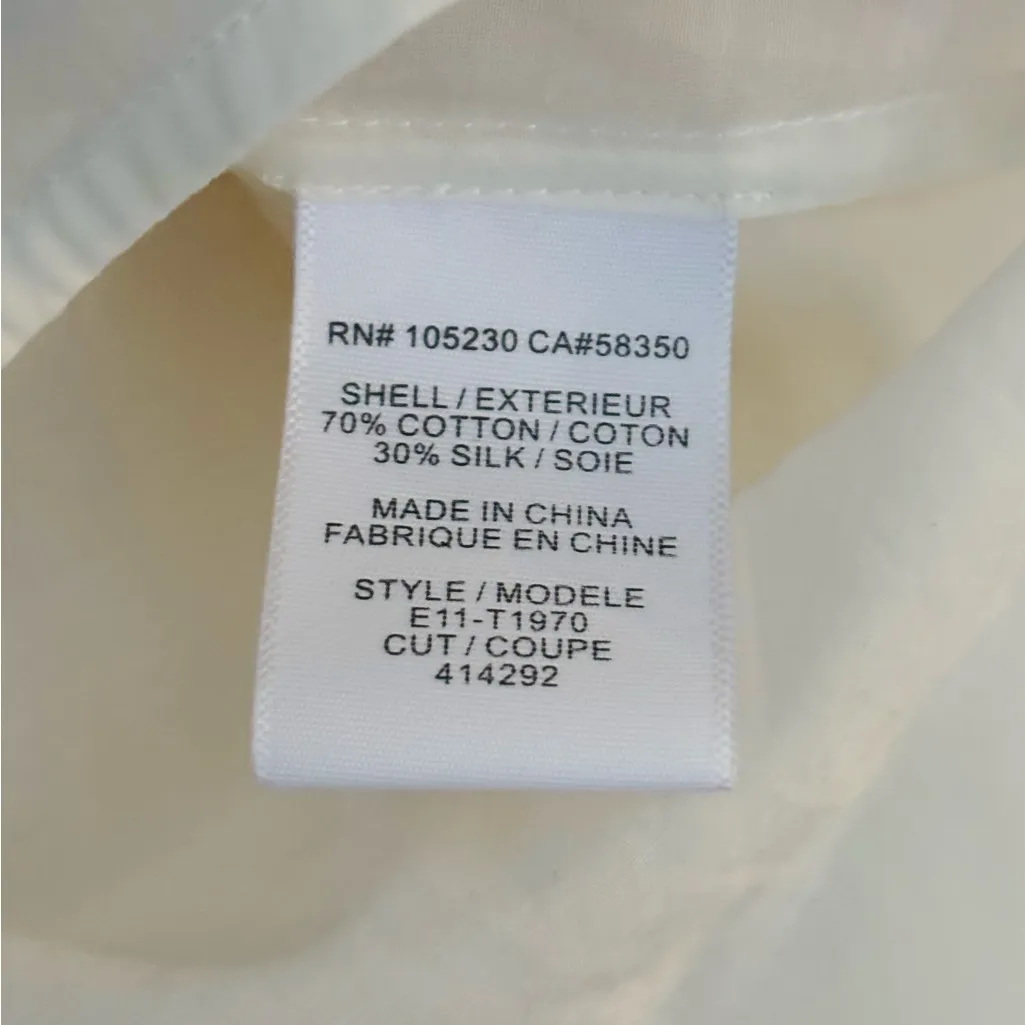 RN# 105230 CA#58350
SHELL / EXTERIEUR
70% COTTON / COTON
30% SILK / SOIE
MADE IN CHINA
FABRIQUE EN CHINE
STYLE / MODELE
E11-T1970
CUT / COUPE
414292